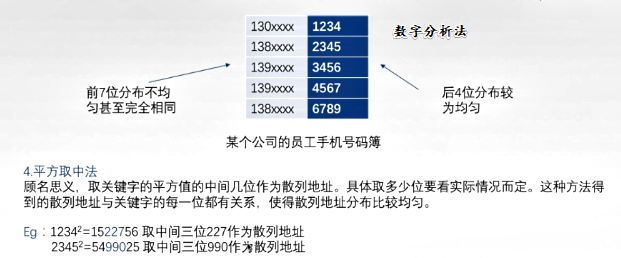 130xxxx 1234
138xxxx 2345
139xxxx 3456
139xxxx 4567
138xxxx 6789
数字分析法
前7位分布不均
匀甚至完全相同
后4位分布较
为均匀
某个公司的员工手机号码簿
4.平方取中法
顾名思义，取关键字的平方值的中间几位作为散列地址。具体取多少位要看实际情况而定。这种方法得
到的散列地址与关键字的每一位都有关系，使得散列地址分布比较均匀。
Eg：1234²=1522756 取中间三位227作为散列地址
2345²=5499025 取中间三位990作为散列地址